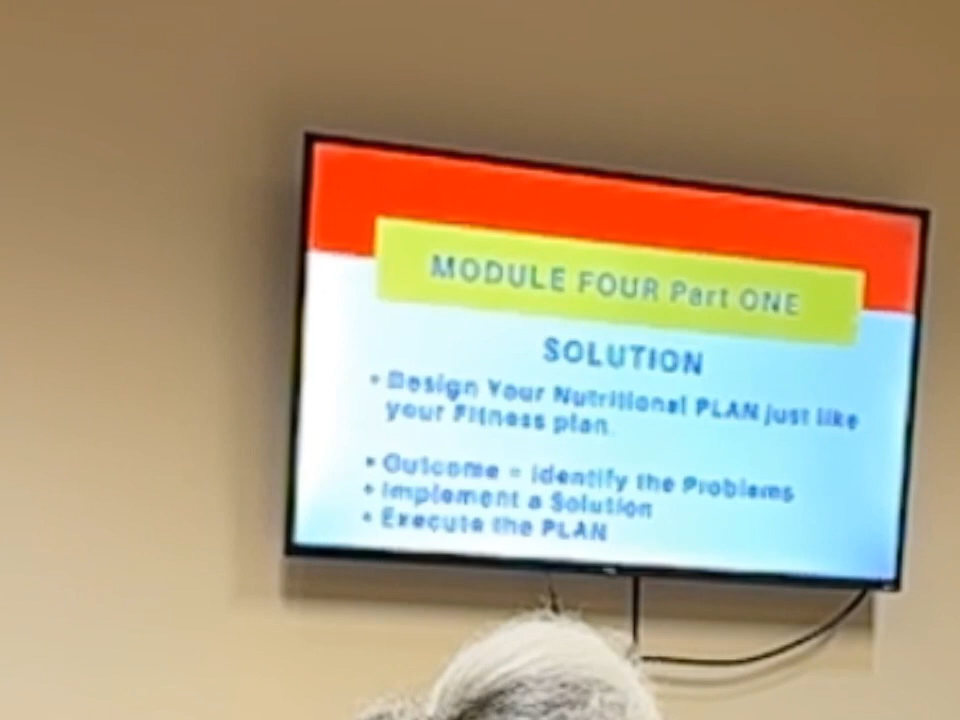 MODULE FOUR Part ONE
SOLUTION
• Design Your Nutritional PLAN just like
your Fitness plan.
• Outcome = Identify the Problems
• Implement a Solution
• Execute the PLAN